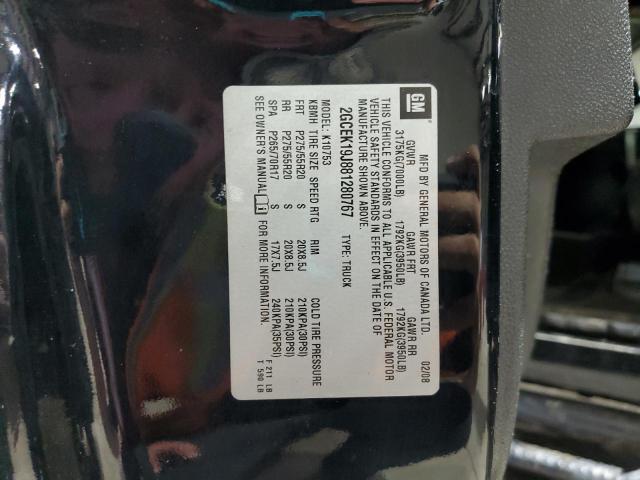 GM
MFD BY GENERAL MOTORS OF CANADA LTD. 02/08
GVWR GAWR FRT GAWR RR
3175KG(7000LB) 1792KG(3950LB) 1792KG(3950LB)
THIS VEHICLE CONFORMS TO ALL APPLICABLE U.S. FEDERAL MOTOR
VEHICLE SAFETY STANDARDS IN EFFECT ON THE DATE OF
MANUFACTURE SHOWN ABOVE.
2GCEK19J881280767 TYPE: TRUCK
MODEL: K10753
KBMH TIRE SIZE SPEED RTG RIM COLD TIRE PRESSURE
FRT P275/55R20 S 20X8.5J 210KPA(30PSI)
RR P275/55R20 S 20X8.5J 210KPA(30PSI)
SPA P265/70R17 S 17X7.5J 240KPA(35PSI)
SEE OWNER'S MANUAL FOR MORE INFORMATION.
F 211 LB
T 590 LB